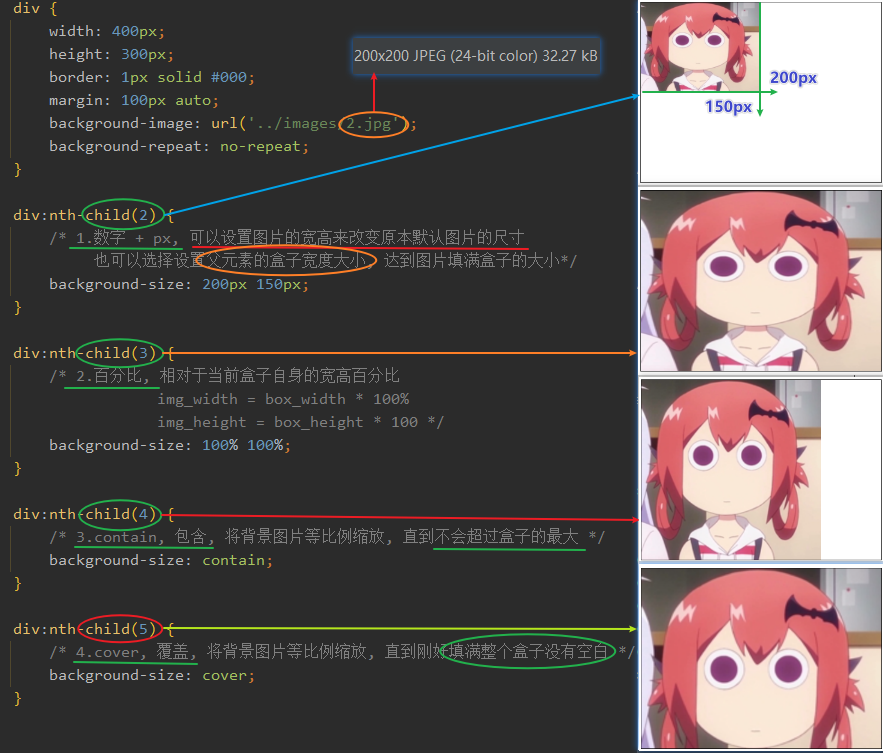 div {
width: 400px;
height: 300px;
200x200 JPEG (24-bit color) 32.27 kB
border: 1px solid #000;
margin: 100px auto;
background-image: url('../images/2.jpg');
background-repeat: no-repeat;
}
200px
150px
div:nth-child(2) {
/* 1.数字 + px, 可以设置图片的宽高来改变原本默认图片的尺寸
也可以选择设置父元素的盒子宽度大小, 达到图片填满盒子的大小*/
background-size: 200px 150px;
}
div:nth-child(3) {
/* 2.百分比, 相对于当前盒子自身的宽高百分比
img_width = box_width * 100%
img_height = box_height * 100 */
background-size: 100% 100%;
}
div:nth-child(4) {
/* 3.contain, 包含, 将背景图片等比例缩放, 直到不会超过盒子的最大 */
background-size: contain;
}
div:nth-child(5) {
/* 4.cover, 覆盖, 将背景图片等比例缩放, 直到刚好填满整个盒子没有空白 */
background-size: cover;
}